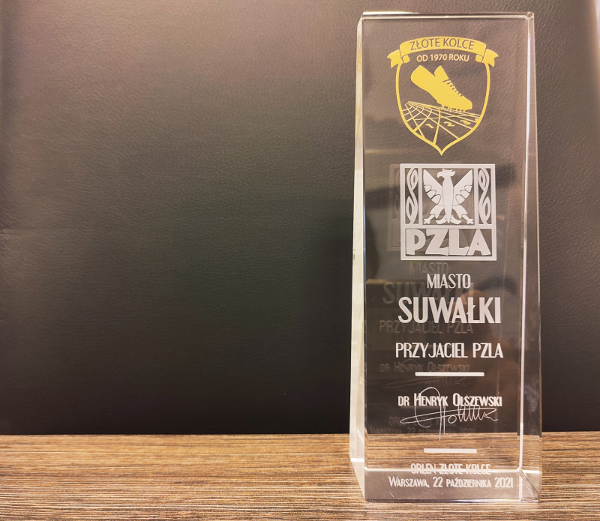 ZŁOTE KOLCE
OD 1970 ROKU
PZLA
MIASTO
SUWAŁKI
PRZYJACIEL PZLA
DR HENRYK OLSZEWSKI
ORLEN ZŁOTE KOLCE
WARSZAWA, 22 PAŹDZIERNIKA 2021